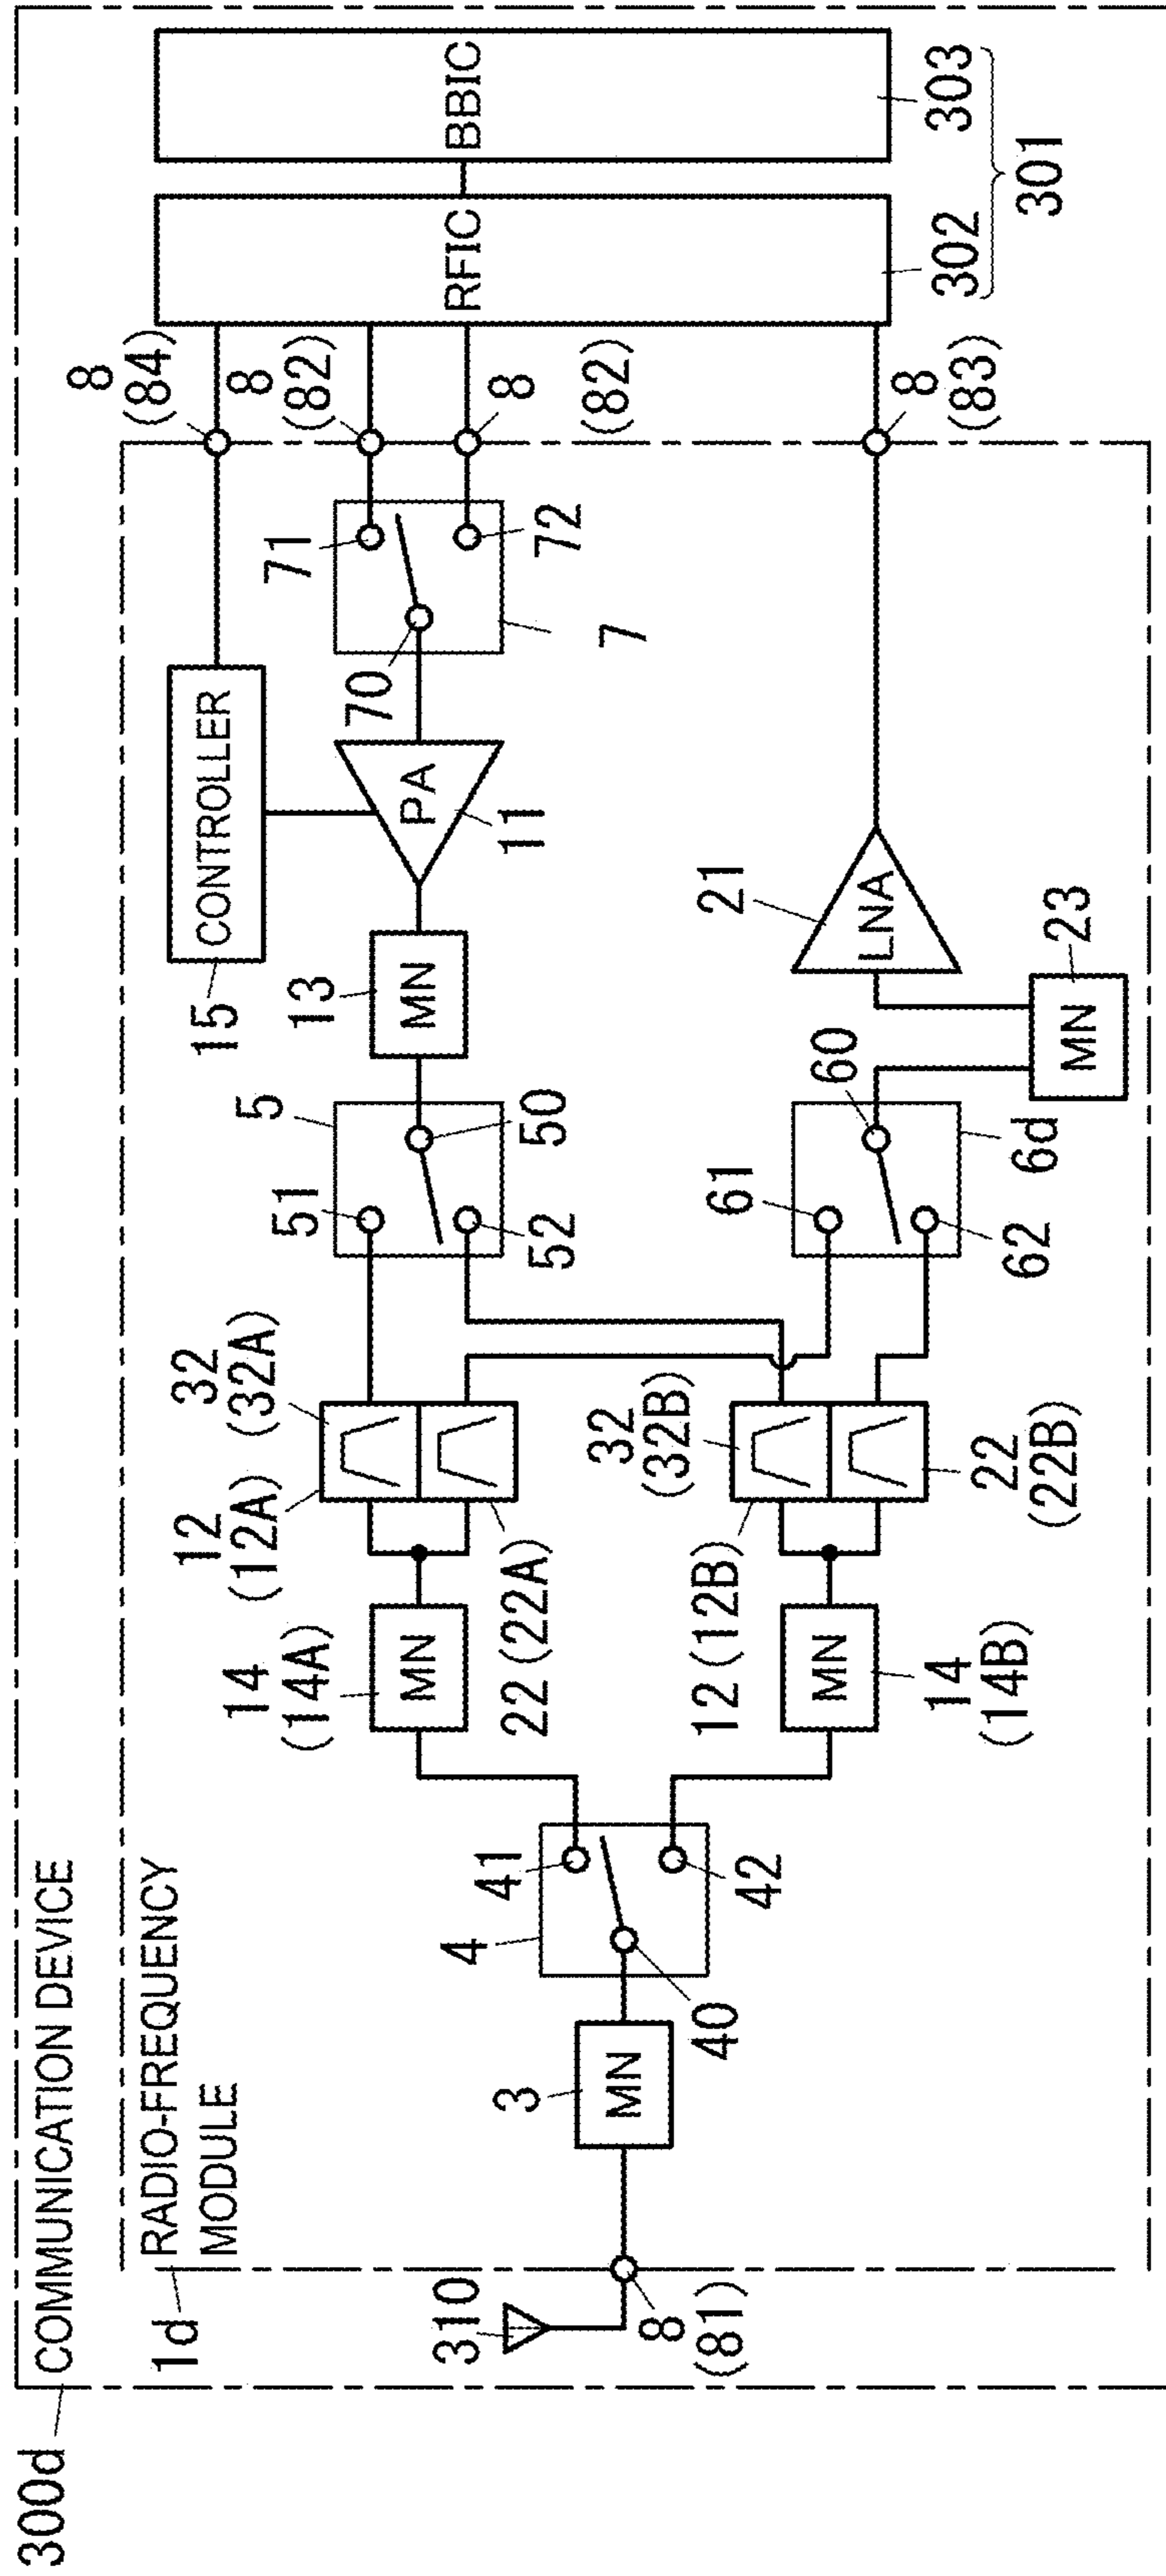 300d
COMMUNICATION DEVICE
1d
RADIO-FREQUENCY
MODULE
310
8
(81)
3
MN
4
40
41
42
14
(14A)
MN
14
(14B)
MN
12
(12A)
32
(32A)
22 (22A)
12 (12B)
32
(32B)
22
(22B)
5
50
51
52
6d
60
61
62
13
MN
23
MN
15
CONTROLLER
PA
11
21
LNA
7
70
71
72
8
(84)
8
(82)
8
(82)
8
(83)
RFIC
302
BBIC
303
301